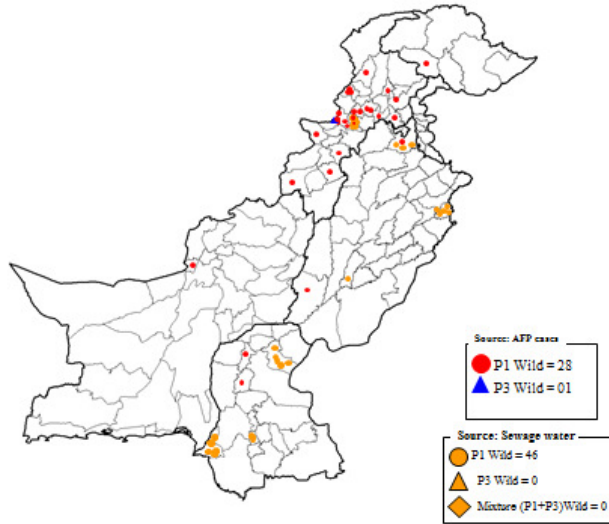 Source: AFP cases
P1 Wild = 28
P3 Wild = 01
Source: Sewage water
P1 Wild = 46
P3 Wild = 0
Mixture (P1+P3)Wild = 0